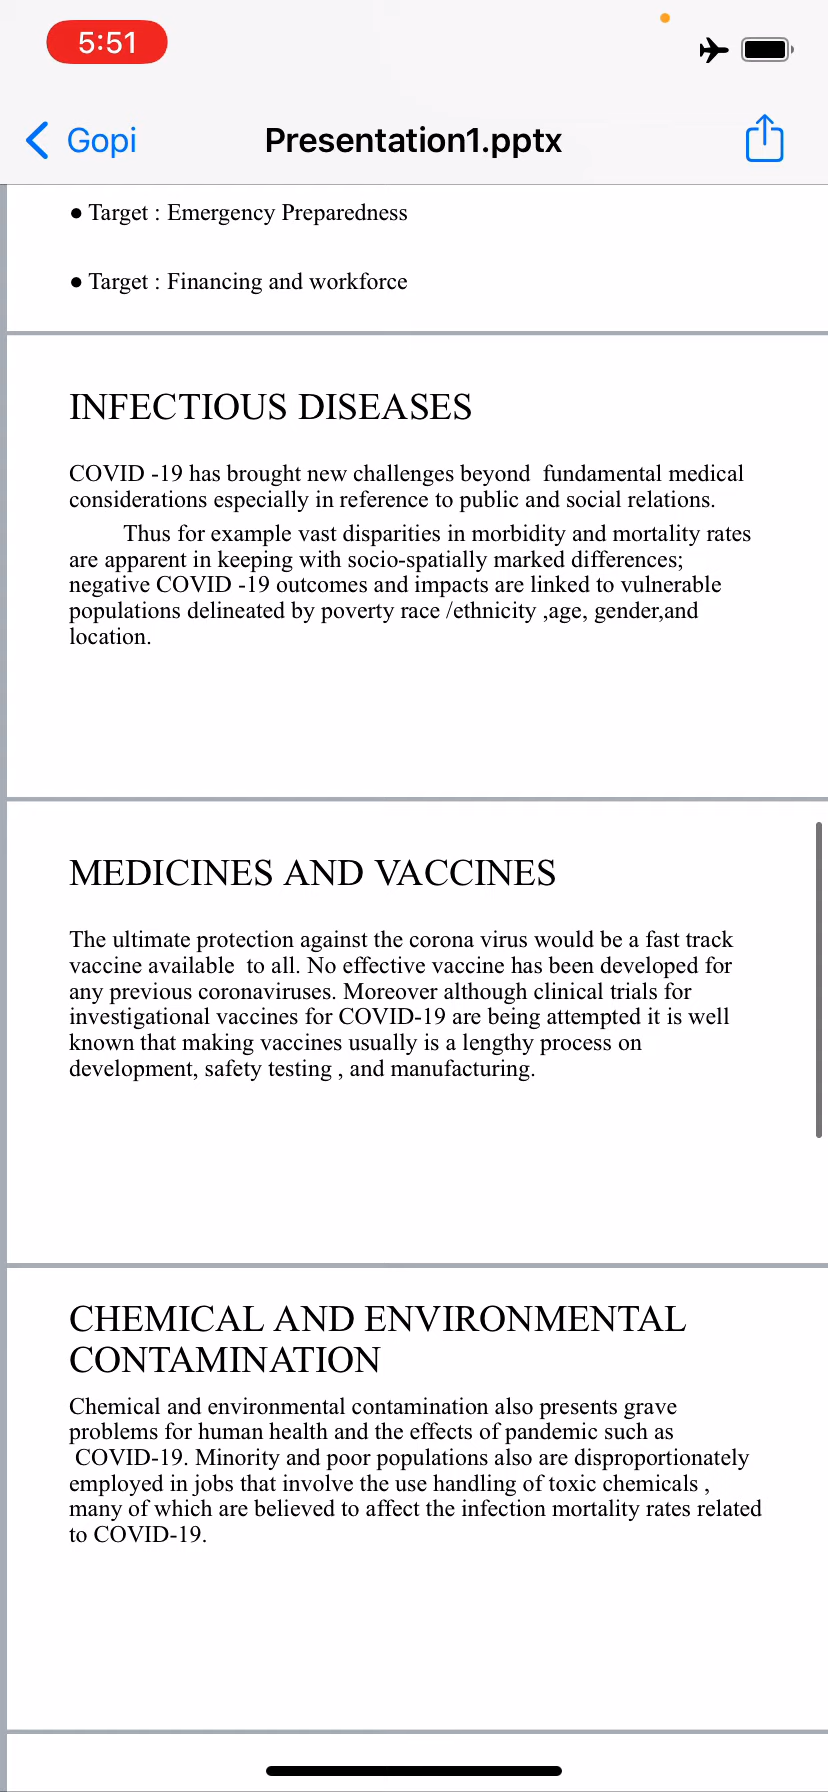 5:51
Gopi
Presentation1.pptx
● Target : Emergency Preparedness
● Target : Financing and workforce
INFECTIOUS DISEASES
COVID -19 has brought new challenges beyond  fundamental medical
considerations especially in reference to public and social relations.
Thus for example vast disparities in morbidity and mortality rates
are apparent in keeping with socio-spatially marked differences;
negative COVID -19 outcomes and impacts are linked to vulnerable
populations delineated by poverty race /ethnicity ,age, gender,and
location.
MEDICINES AND VACCINES
The ultimate protection against the corona virus would be a fast track
vaccine available  to all. No effective vaccine has been developed for
any previous coronaviruses. Moreover although clinical trials for
investigational vaccines for COVID-19 are being attempted it is well
known that making vaccines usually is a lengthy process on
development, safety testing , and manufacturing.
CHEMICAL AND ENVIRONMENTAL
CONTAMINATION
Chemical and environmental contamination also presents grave
problems for human health and the effects of pandemic such as
COVID-19. Minority and poor populations also are disproportionately
employed in jobs that involve the use handling of toxic chemicals ,
many of which are believed to affect the infection mortality rates related
to COVID-19.